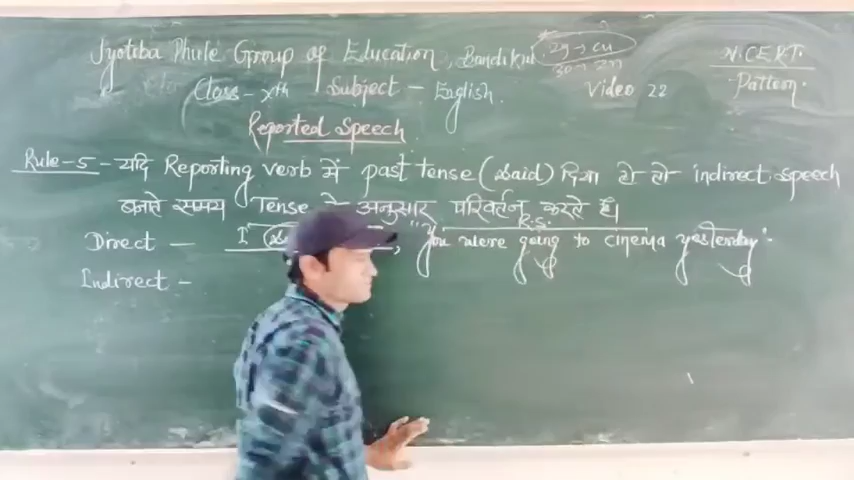 Jyotiba Phule Group of Education, Bandikui
Class - Xth Subject - English Video 22
N.C.E.R.T.
Pattern
Reported Speech
Rule-5 - यदि Reporting verb में past tense (said) दिया हो तो indirect speech
बनाते समय Tense के अनुसार परिवर्तन करते हैं।
R.S.
Direct - I "You were going to cinema yesterday".
Indirect -